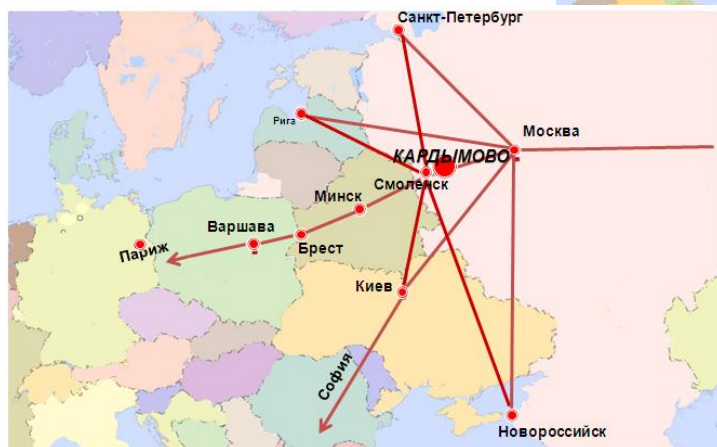 Санкт-Петербург
Рига
Москва
КАРДЫМОВО
Смоленск
Минск
Варшава
Брест
Париж
Киев
София
Новороссийск